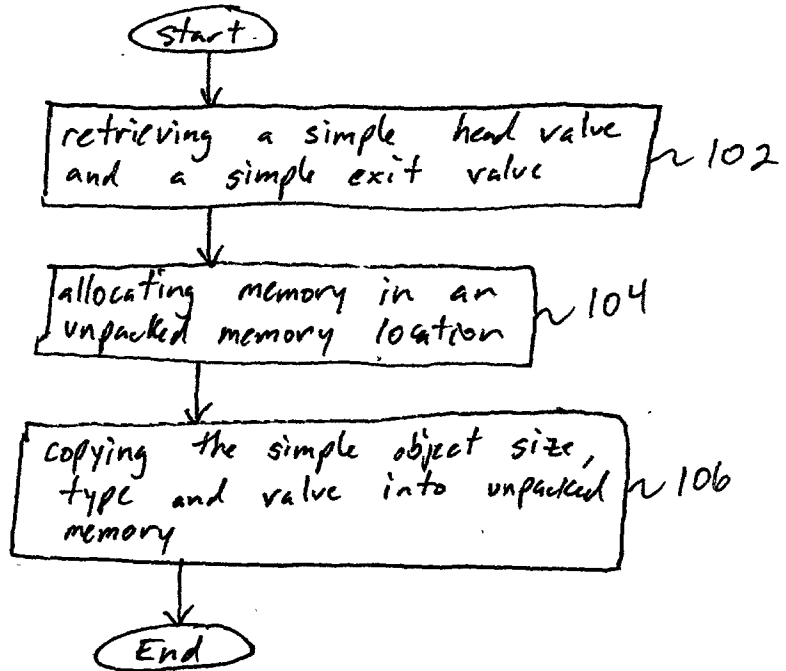 start
retrieving a simple head value
and a simple exit value
102
allocating memory in an
unpacked memory location
104
copying the simple object size,
type and value into unpacked
memory
106
End